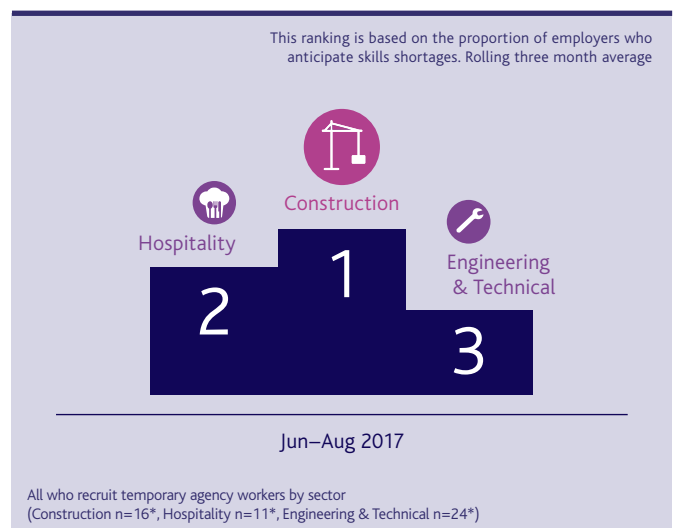 This ranking is based on the proportion of employers who
anticipate skills shortages. Rolling three month average
Construction
Hospitality
Engineering
& Technical
1
2
3
Jun–Aug 2017
All who recruit temporary agency workers by sector
(Construction n=16*, Hospitality n=11*, Engineering & Technical n=24*)